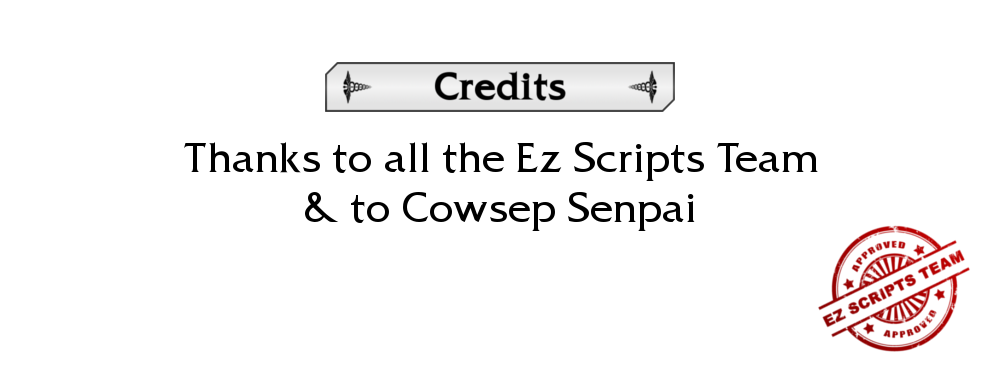 Credits
Thanks to all the Ez Scripts Team
& to Cowsep Senpai
APPROVED
EZ SCRIPTS TEAM
APPROVED